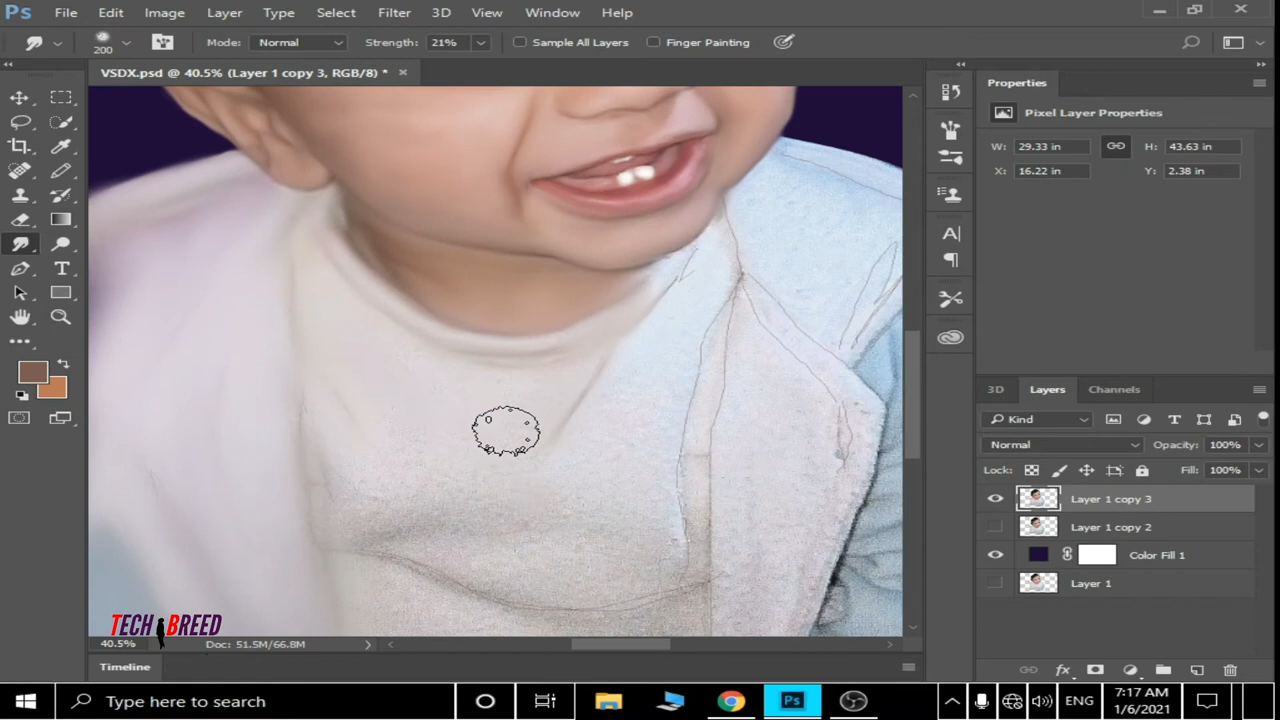 Ps File Edit Image Layer Type Select Filter 3D View Window Help
200 Mode: Normal Strength: 21% Sample All Layers Finger Painting
VSDX.psd @ 40.5% (Layer 1 copy 3, RGB/8) * ×
Properties
Pixel Layer Properties
W: 29.33 in H: 43.63 in
X: 16.22 in Y: 2.38 in
3D Layers Channels
Kind
Normal Opacity: 100%
Lock: Fill: 100%
Layer 1 copy 3
Layer 1 copy 2
Color Fill 1
Layer 1
TECH BREED
40.5% Doc: 51.5M/66.8M
Timeline
Type here to search
Ps
ENG
7:17 AM
1/6/2021